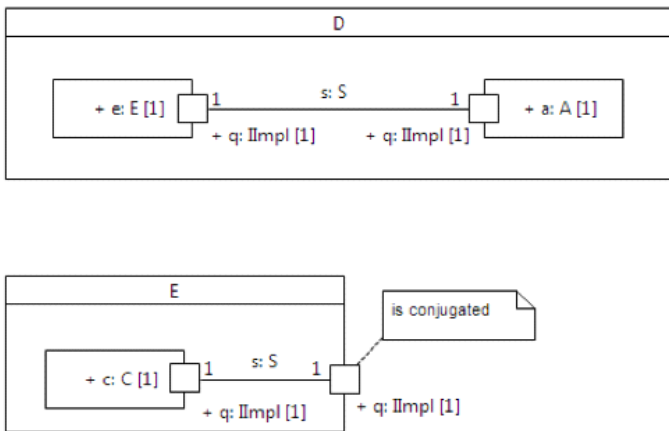 D
+ e: E [1] 1 s: S 1 + a: A [1]
+ q: IImpl [1] + q: IImpl [1]
E
is conjugated
+ c: C [1] 1 s: S 1
+ q: IImpl [1] + q: IImpl [1]